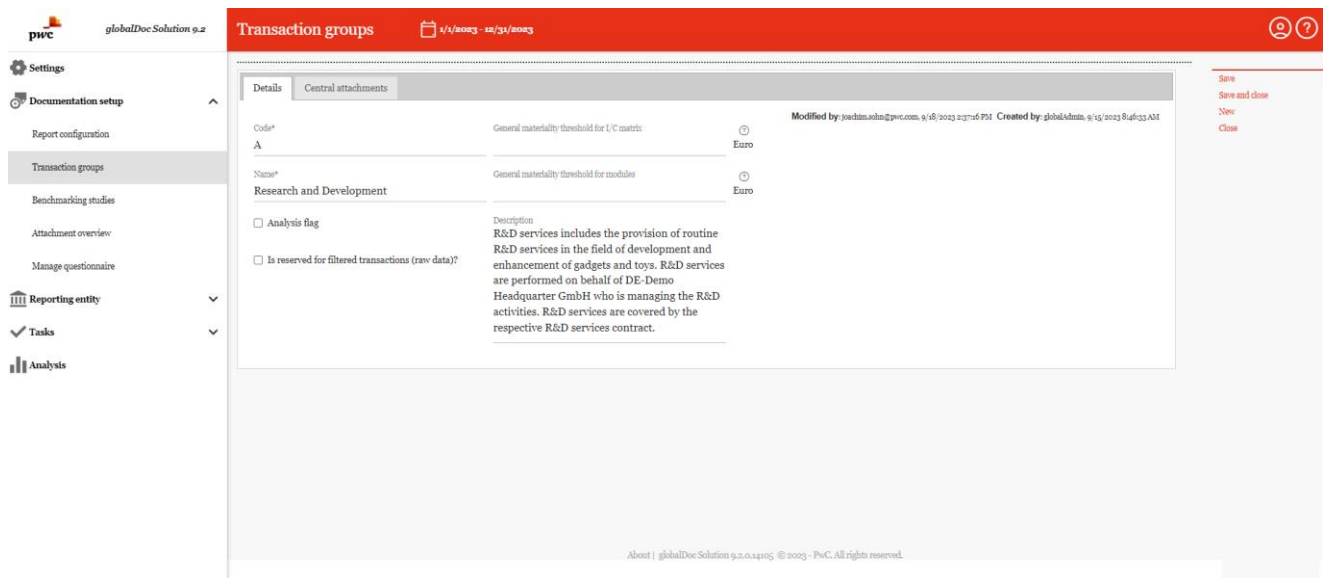 pwc
globalDoc Solution 9.2
Transaction groups
1/1/2023 - 12/31/2023
Settings
Documentation setup
Report configuration
Transaction groups
Benchmarking studies
Attachment overview
Manage questionnaire
Reporting entity
Tasks
Analysis
Details
Central attachments
Modified by: joachim.sohn@pwc.com, 9/18/2023 2:37:16 PM Created by: globalAdmin, 9/15/2023 8:46:33 AM
Code*
A
General materiality threshold for I/C matrix
Euro
Name*
Research and Development
General materiality threshold for modules
Euro
Analysis flag
Is reserved for filtered transactions (raw data)?
Description
R&D services includes the provision of routine
R&D services in the field of development and
enhancement of gadgets and toys. R&D services
are performed on behalf of DE-Demo
Headquarter GmbH who is managing the R&D
activities. R&D services are covered by the
respective R&D services contract.
Save
Save and close
New
Close
About | globalDoc Solution 9.2.0.14105 © 2023 - PwC. All rights reserved.